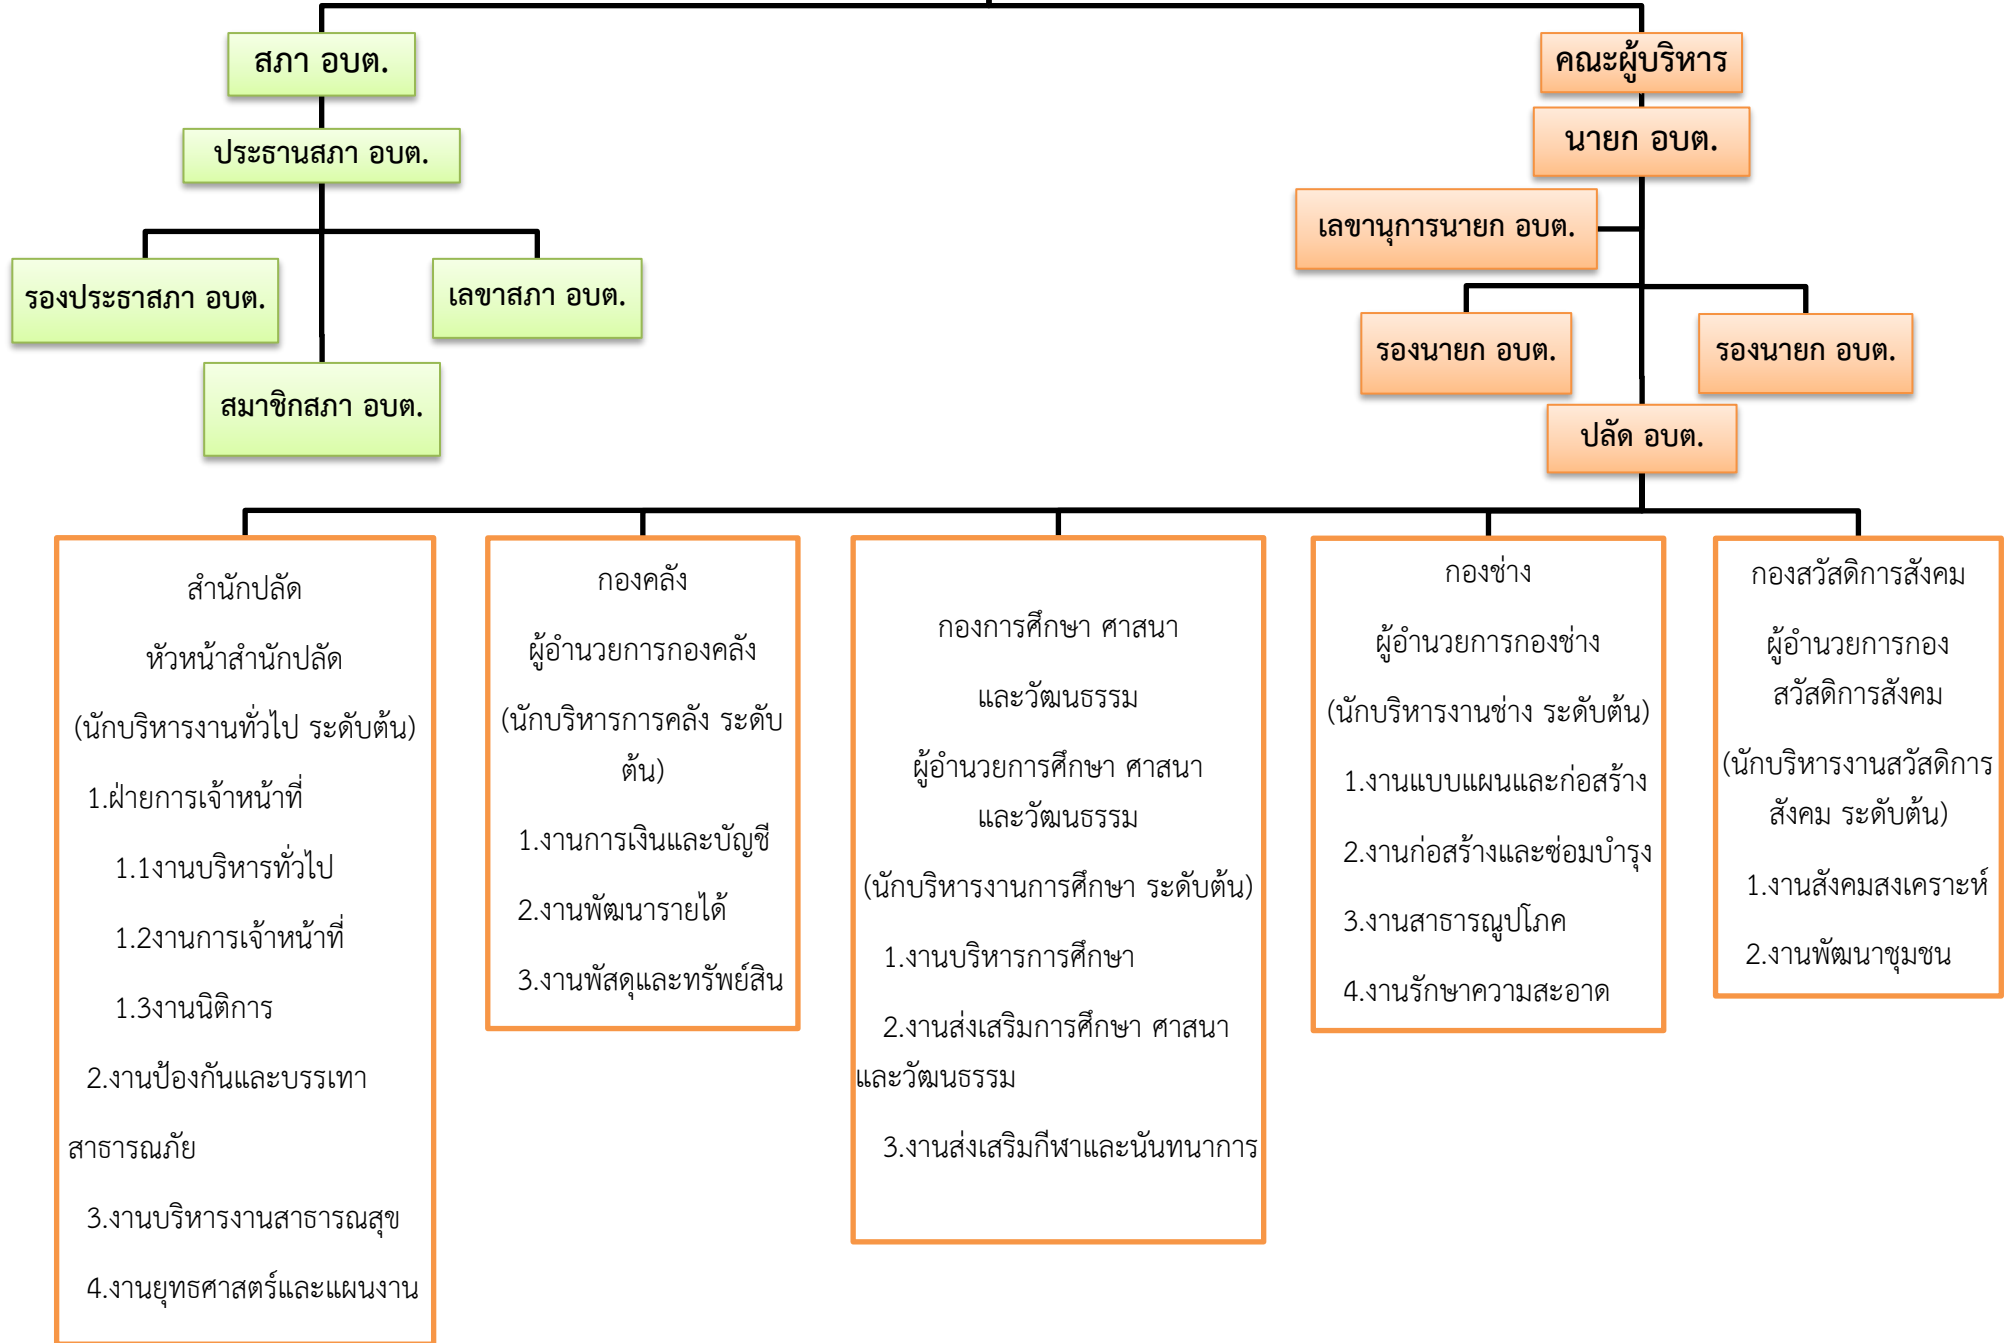 สภา อบต.
คณะผู้บริหาร
ประธานสภา อบต.
นายก อบต.
เลขานุการนายก อบต.
รองประธาสภา อบต.
เลขาสภา อบต.
รองนายก อบต.
รองนายก อบต.
สมาชิกสภา อบต.
ปลัด อบต.
สำนักปลัด
หัวหน้าสำนักปลัด
(นักบริหารงานทั่วไป ระดับต้น)
1.ฝ่ายการเจ้าหน้าที่
1.1งานบริหารทั่วไป
1.2งานการเจ้าหน้าที่
1.3งานนิติการ
2.งานป้องกันและบรรเทา
สาธารณภัย
3.งานบริหารงานสาธารณสุข
4.งานยุทธศาสตร์และแผนงาน
กองคลัง
ผู้อำนวยการกองคลัง
(นักบริหารการคลัง ระดับ
ต้น)
1.งานการเงินและบัญชี
2.งานพัฒนารายได้
3.งานพัสดุและทรัพย์สิน
กองการศึกษา ศาสนา
และวัฒนธรรม
ผู้อำนวยการศึกษา ศาสนา
และวัฒนธรรม
(นักบริหารงานการศึกษา ระดับต้น)
1.งานบริหารการศึกษา
2.งานส่งเสริมการศึกษา ศาสนา
และวัฒนธรรม
3.งานส่งเสริมกีฬาและนันทนาการ
กองช่าง
ผู้อำนวยการกองช่าง
(นักบริหารงานช่าง ระดับต้น)
1.งานแบบแผนและก่อสร้าง
2.งานก่อสร้างและซ่อมบำรุง
3.งานสาธารณูปโภค
4.งานรักษาความสะอาด
กองสวัสดิการสังคม
ผู้อำนวยการกอง
สวัสดิการสังคม
(นักบริหารงานสวัสดิการ
สังคม ระดับต้น)
1.งานสังคมสงเคราะห์
2.งานพัฒนาชุมชน